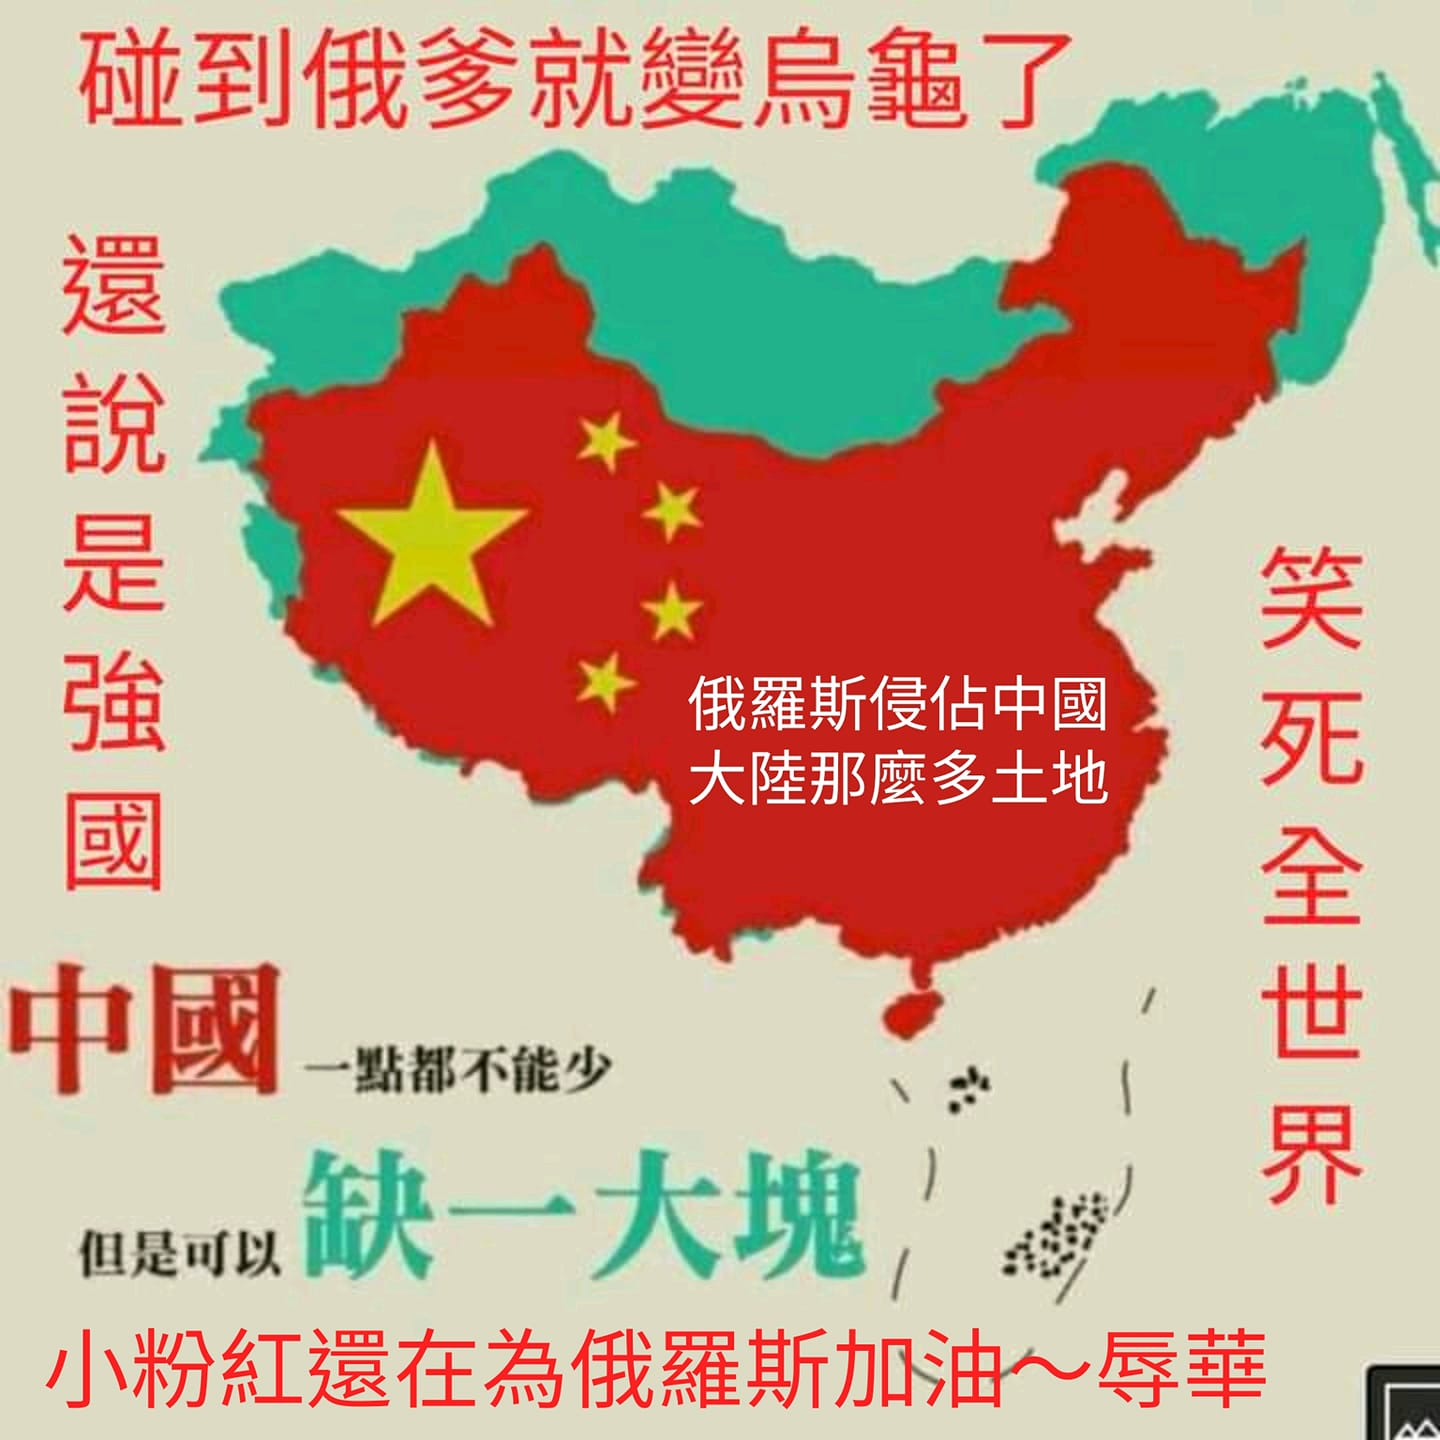 碰到俄爹就變烏龜了
還說是強國
俄羅斯侵佔中國
大陸那麼多土地
笑死全世界
中國 一點都不能少
但是可以 缺一大塊
小粉紅還在為俄羅斯加油～辱華